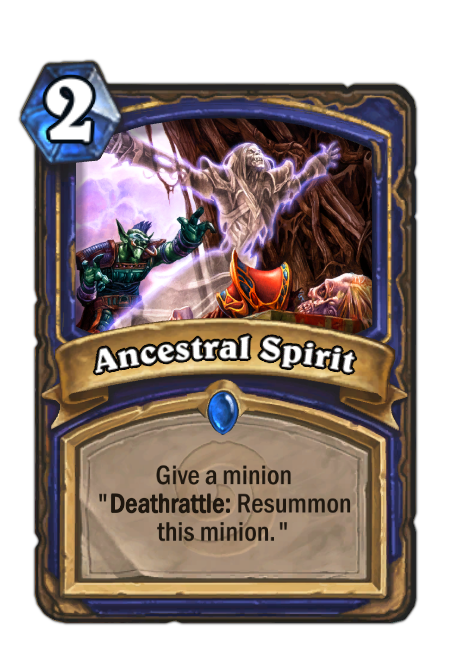 2
Ancestral Spirit
Give a minion
"Deathrattle: Resummon
this minion."